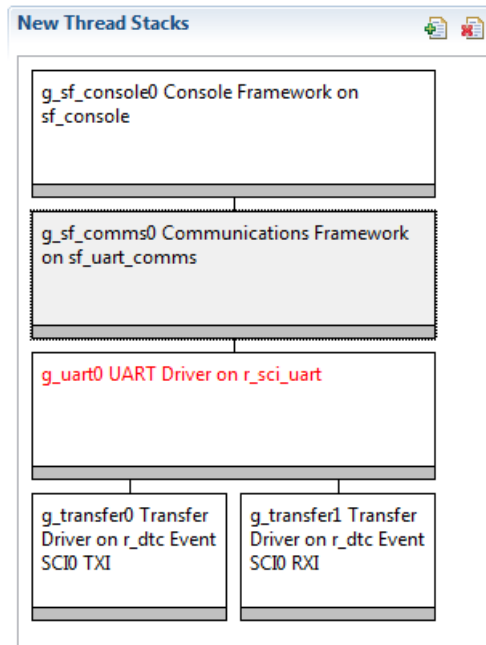 New Thread Stacks
g_sf_console0 Console Framework on
sf_console
g_sf_comms0 Communications Framework
on sf_uart_comms
g_uart0 UART Driver on r_sci_uart
g_transfer0 Transfer
Driver on r_dtc Event
SCI0 TXI
g_transfer1 Transfer
Driver on r_dtc Event
SCI0 RXI